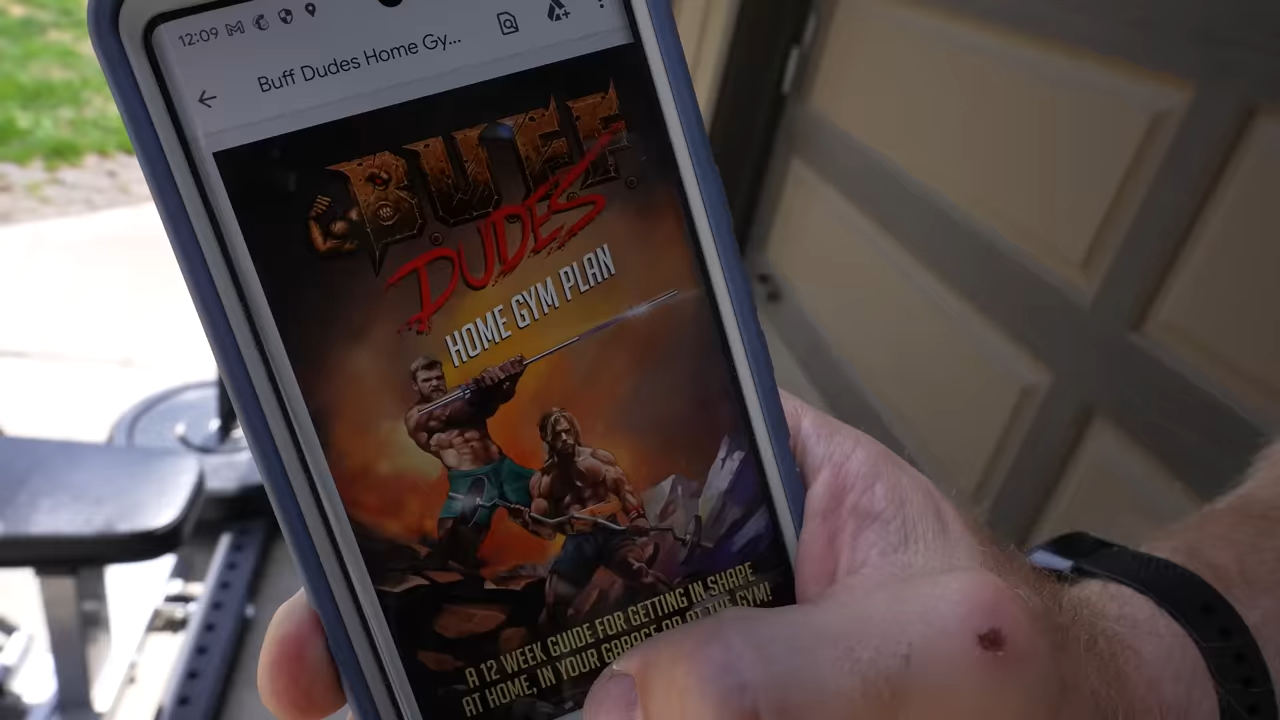 12:09
Buff Dudes Home Gy...
B.U.F.F.
DUDES
HOME GYM PLAN
A 12 WEEK GUIDE FOR GETTING IN SHAPE
AT HOME, IN YOUR GARAGE OR AT THE GYM!